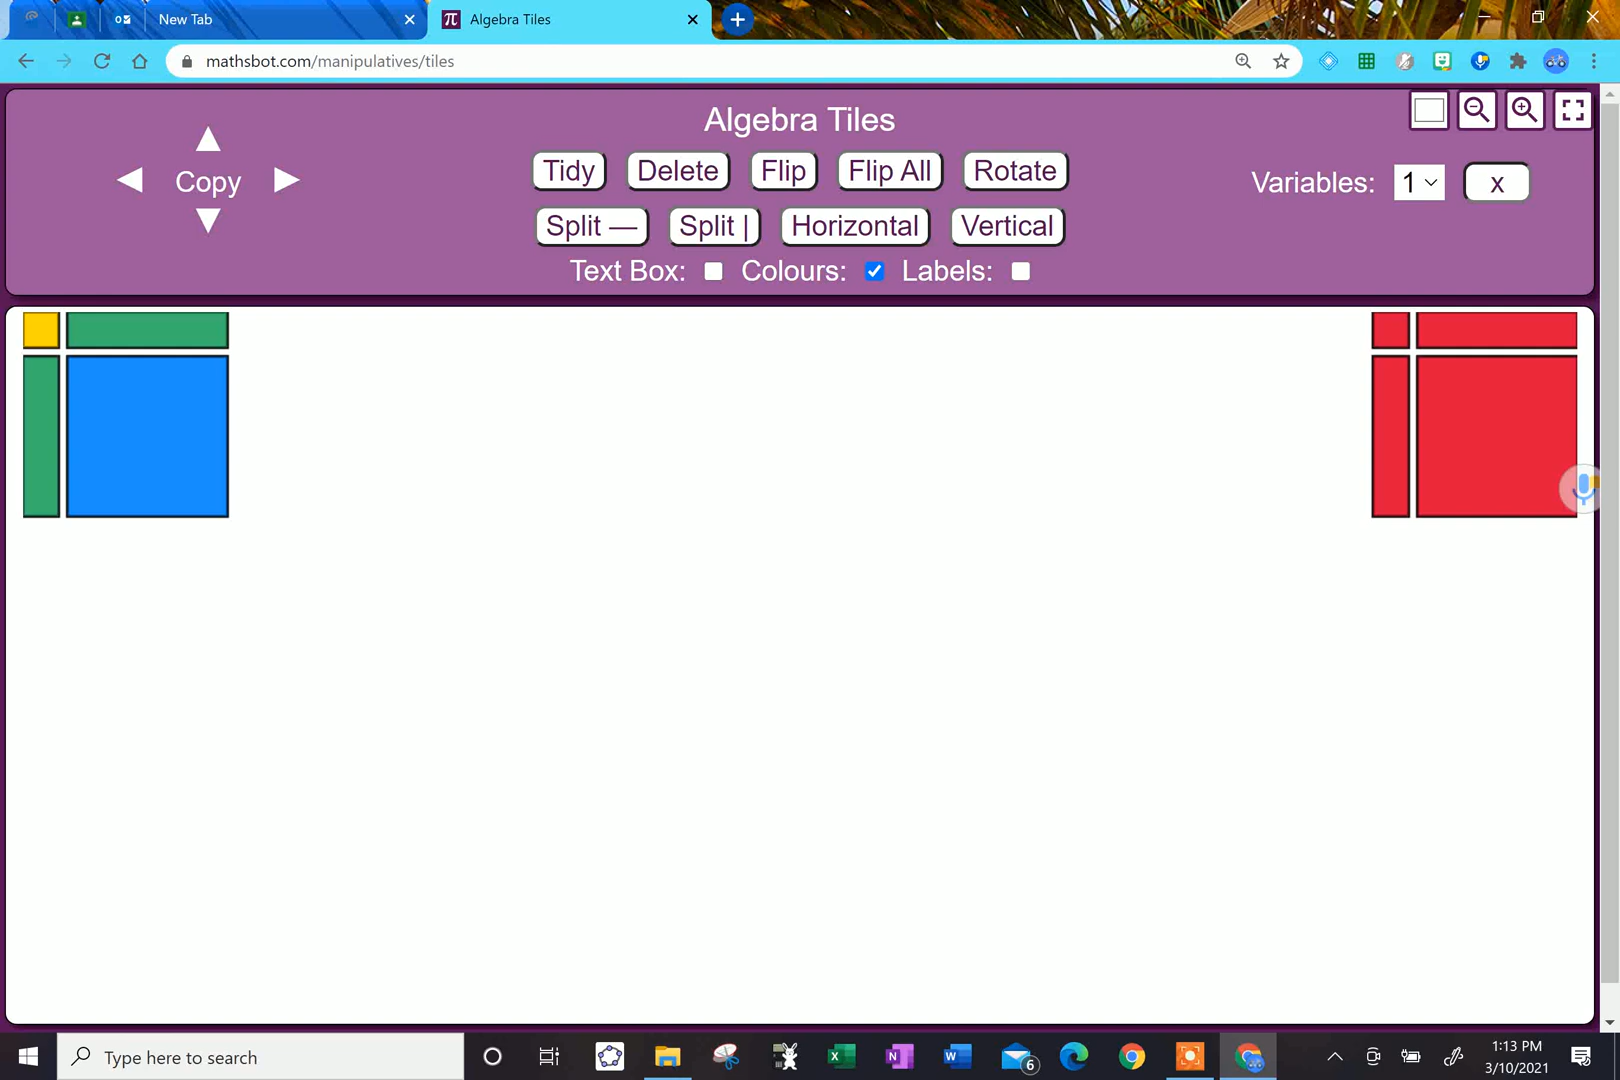 New Tab
Algebra Tiles
mathsbot.com/manipulatives/tiles
Algebra Tiles
Copy
Tidy Delete Flip Flip All Rotate
Variables: 1 x
Split — Split | Horizontal Vertical
Text Box: Colours: Labels:
Type here to search
6
1:13 PM
3/10/2021